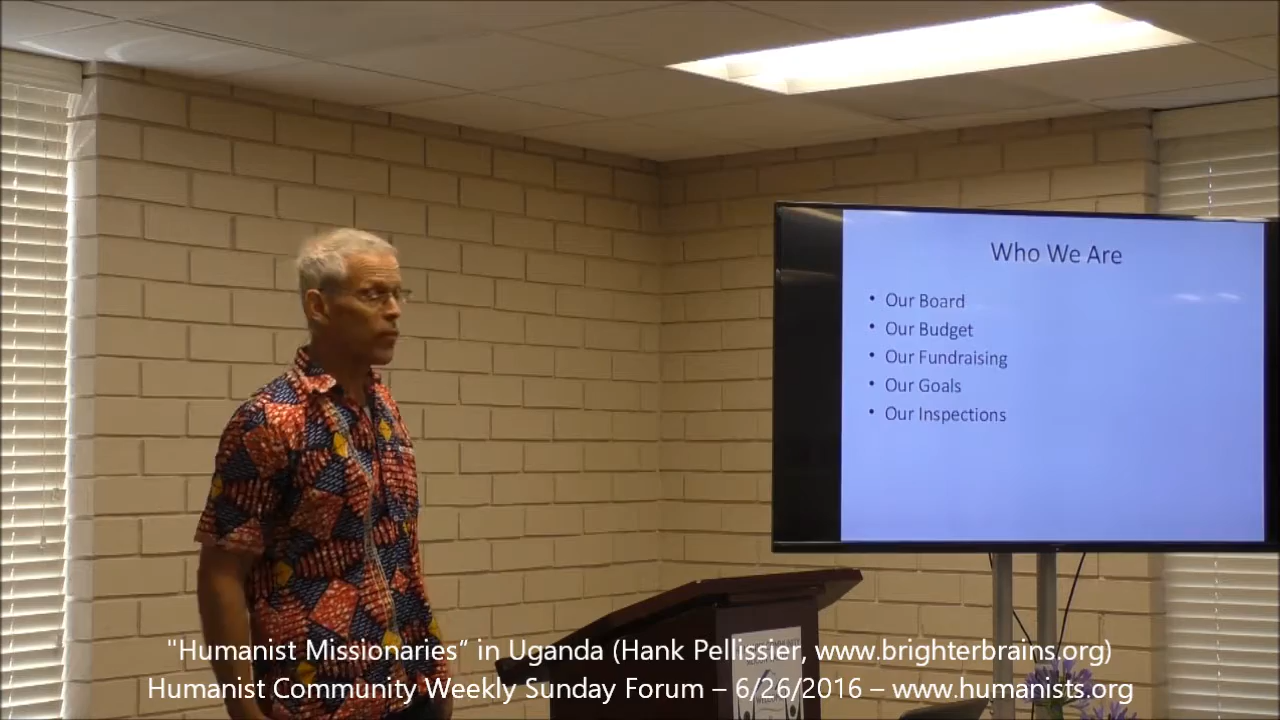 Who We Are
• Our Board
• Our Budget
• Our Fundraising
• Our Goals
• Our Inspections
"Humanist Missionaries“ in Uganda (Hank Pellissier, www.brighterbrains.org)
Humanist Community Weekly Sunday Forum – 6/26/2016 – www.humanists.org